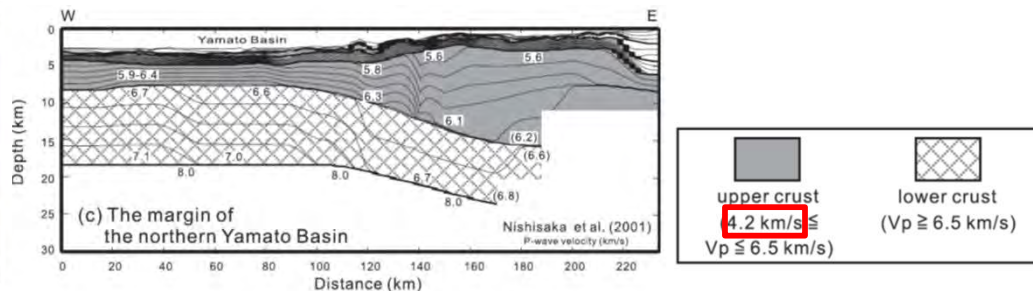 W
E
0
5
10
15
20
25
30
Depth (km)
Yamato Basin
5.6
5.6
5.8
5.9-6.4
6.7
6.6
6.3
6.1
(6.2)
(6.6)
7.1
7.0
6.7
(6.8)
8.0
8.0
8.0
(c) The margin of
the northern Yamato Basin
Nishisaka et al. (2001)
P-wave velocity (km/s)
0 20 40 60 80 100 120 140 160 180 200 220
Distance (km)
upper crust
(4.2 km/s ≦
Vp ≦ 6.5 km/s)
lower crust
(Vp ≧ 6.5 km/s)